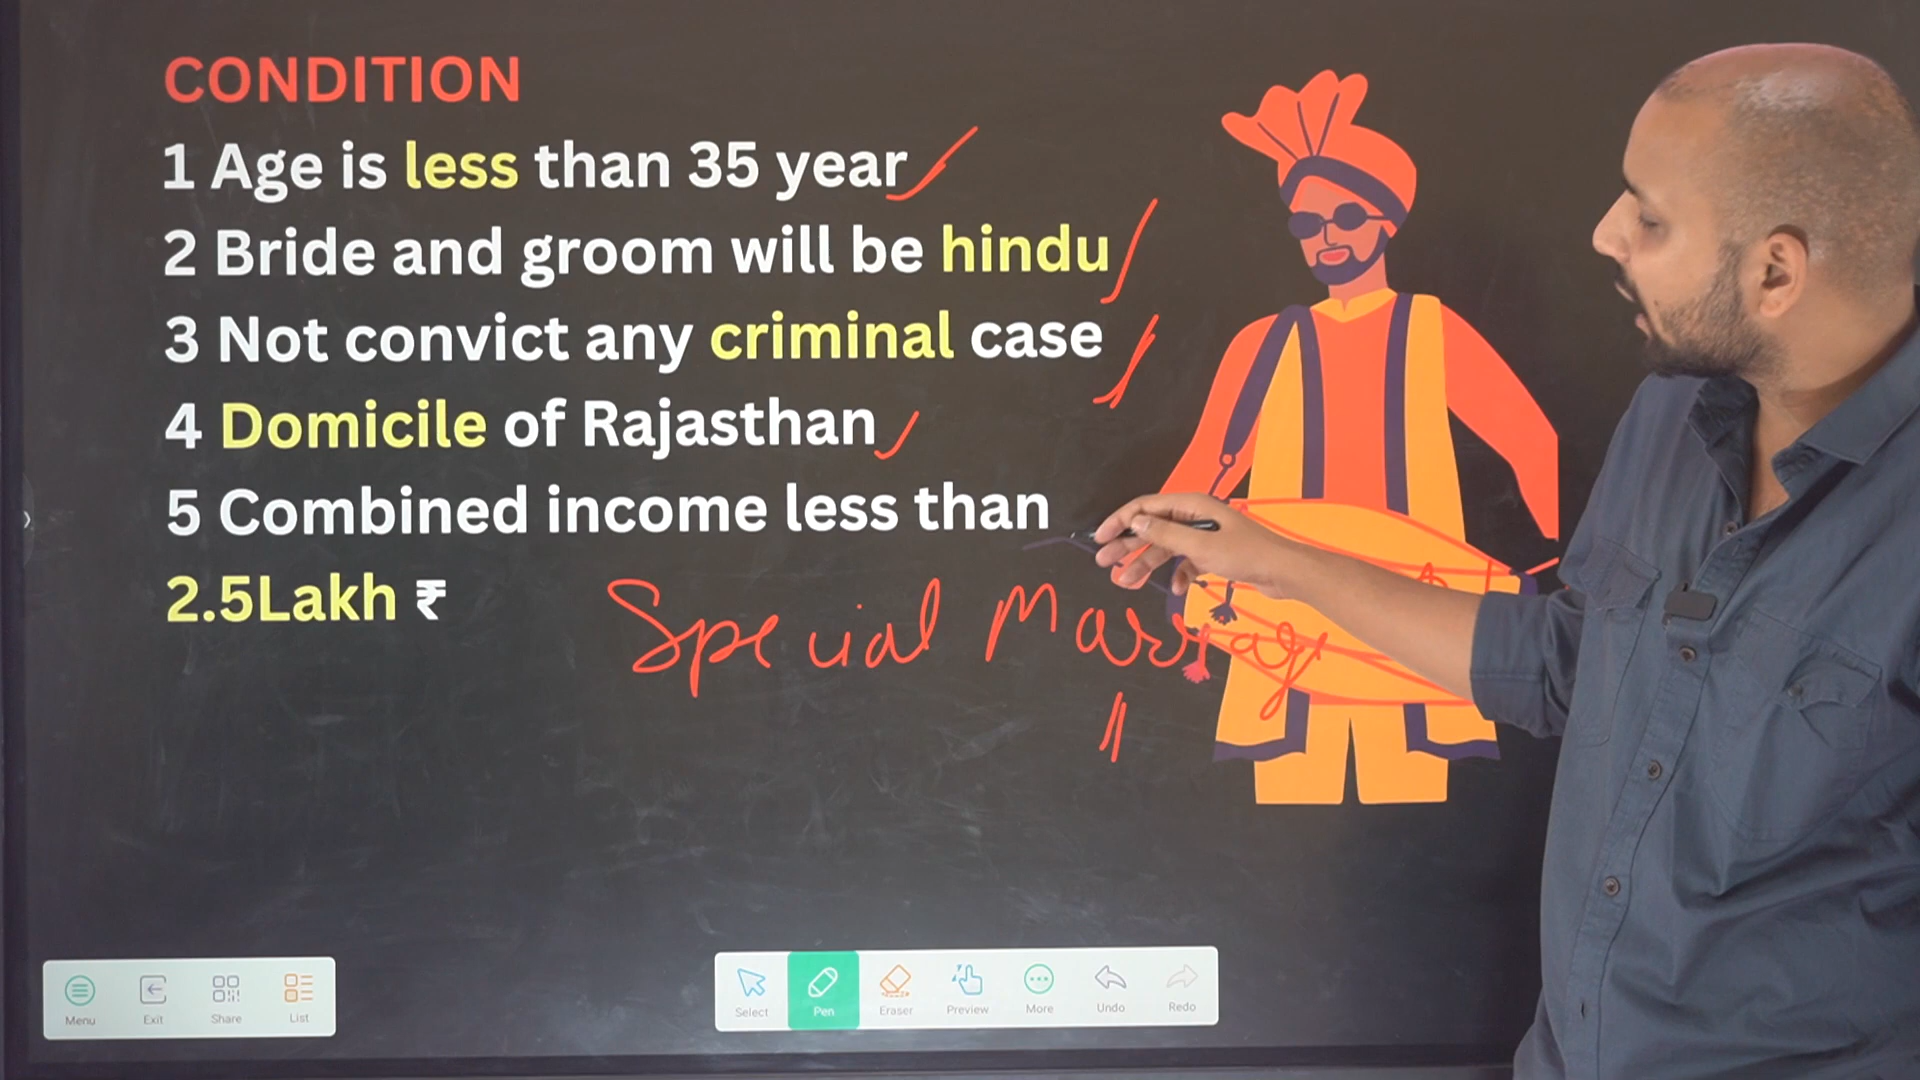 CONDITION
1 Age is less than 35 year
2 Bride and groom will be hindu
3 Not convict any criminal case
4 Domicile of Rajasthan
5 Combined income less than
2.5Lakh ₹
Special Marriage
Menu Exit Share List
Select Pen Eraser Preview More Undo Redo